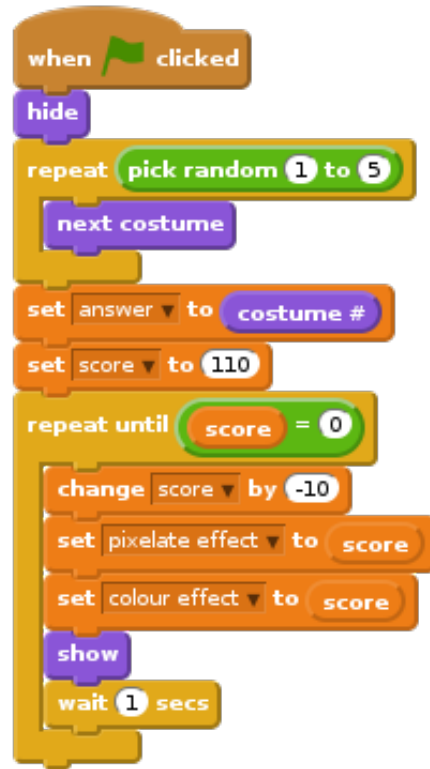 when clicked
hide
repeat pick random 1 to 5
next costume
set answer to costume #
set score to 110
repeat until score = 0
change score by -10
set pixelate effect to score
set colour effect to score
show
wait 1 secs